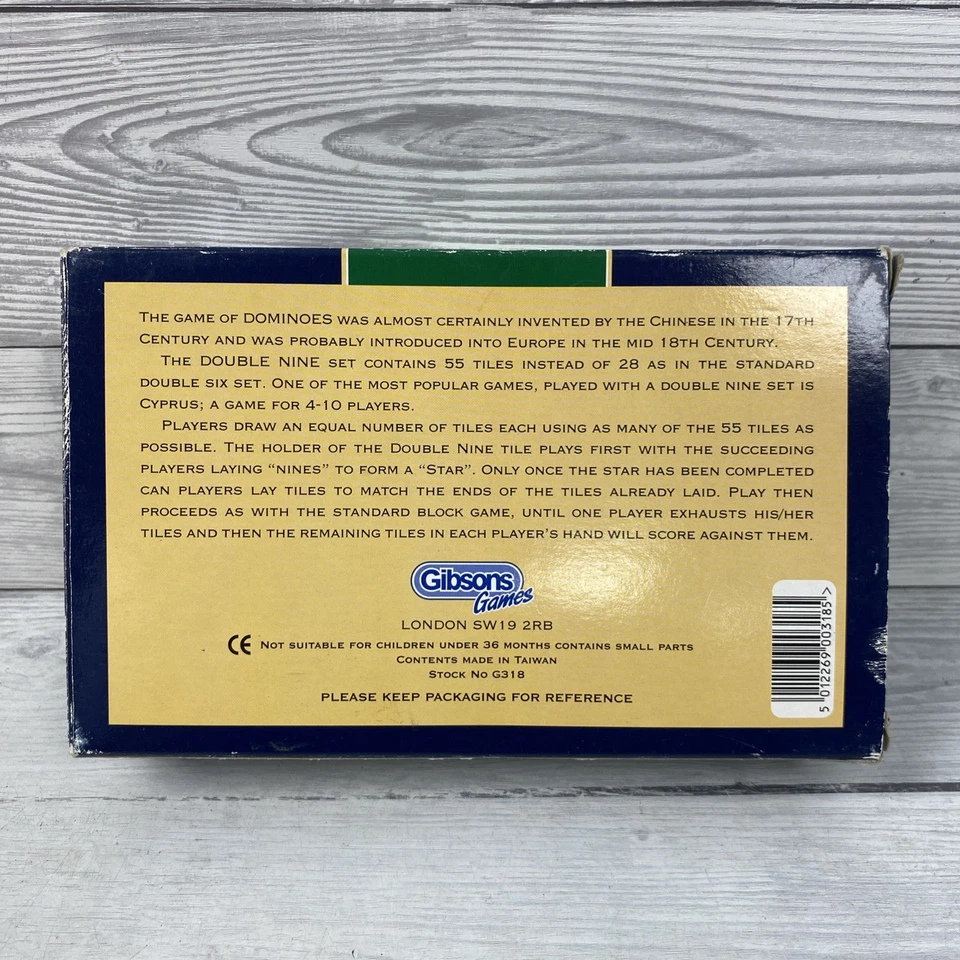 THE GAME OF DOMINOES WAS ALMOST CERTAINLY INVENTED BY THE CHINESE IN THE 17TH
CENTURY AND WAS PROBABLY INTRODUCED INTO EUROPE IN THE MID 18TH CENTURY.
THE DOUBLE NINE SET CONTAINS 55 TILES INSTEAD OF 28 AS IN THE STANDARD
DOUBLE SIX SET. ONE OF THE MOST POPULAR GAMES, PLAYED WITH A DOUBLE NINE SET IS
CYPRUS; A GAME FOR 4-10 PLAYERS.
PLAYERS DRAW AN EQUAL NUMBER OF TILES EACH USING AS MANY OF THE 55 TILES AS
POSSIBLE. THE HOLDER OF THE DOUBLE NINE TILE PLAYS FIRST WITH THE SUCCEEDING
PLAYERS LAYING “NINES” TO FORM A “STAR”. ONLY ONCE THE STAR HAS BEEN COMPLETED
CAN PLAYERS LAY TILES TO MATCH THE ENDS OF THE TILES ALREADY LAID. PLAY THEN
PROCEEDS AS WITH THE STANDARD BLOCK GAME, UNTIL ONE PLAYER EXHAUSTS HIS/HER
TILES AND THEN THE REMAINING TILES IN EACH PLAYER’S HAND WILL SCORE AGAINST THEM.
Gibsons
Games
LONDON SW19 2RB
CE NOT SUITABLE FOR CHILDREN UNDER 36 MONTHS CONTAINS SMALL PARTS
CONTENTS MADE IN TAIWAN
STOCK NO G318
PLEASE KEEP PACKAGING FOR REFERENCE
5 012269 003185 >